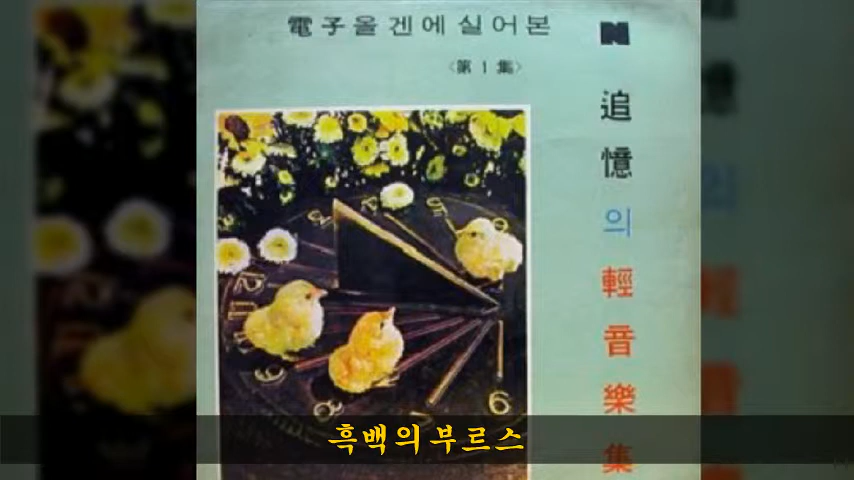 電子올겐에 실어본
<第1集>
N
追憶의輕音樂集
흑백의부르스